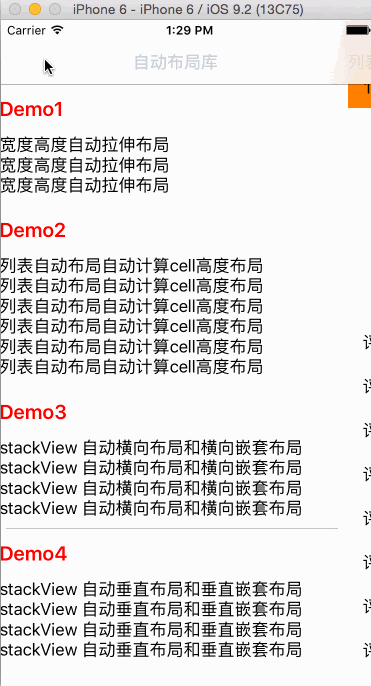 iPhone 6 - iPhone 6 / iOS 9.2 (13C75)
Carrier 1:29 PM
自动布局库
列表
Demo1
宽度高度自动拉伸布局
宽度高度自动拉伸布局
宽度高度自动拉伸布局
Demo2
列表自动布局自动计算cell高度布局
列表自动布局自动计算cell高度布局
列表自动布局自动计算cell高度布局
列表自动布局自动计算cell高度布局
列表自动布局自动计算cell高度布局
列表自动布局自动计算cell高度布局
Demo3
stackView 自动横向布局和横向嵌套布局
stackView 自动横向布局和横向嵌套布局
stackView 自动横向布局和横向嵌套布局
stackView 自动横向布局和横向嵌套布局
Demo4
stackView 自动垂直布局和垂直嵌套布局
stackView 自动垂直布局和垂直嵌套布局
stackView 自动垂直布局和垂直嵌套布局
stackView 自动垂直布局和垂直嵌套布局